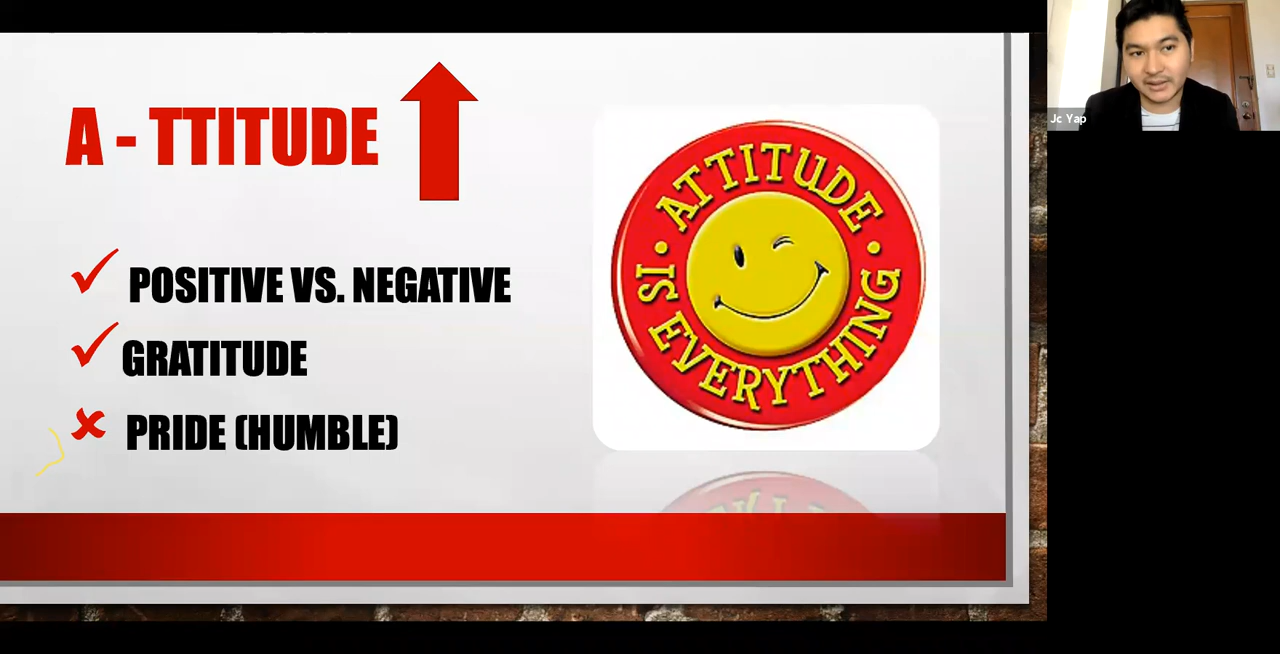 A - TTITUDE
POSITIVE VS. NEGATIVE
GRATITUDE
PRIDE (HUMBLE)
ATTITUDE
IS EVERYTHING
Jc Yap